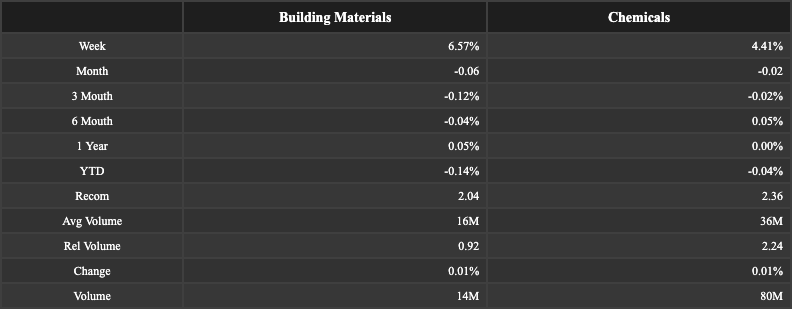 Building Materials Chemicals
Week 6.57% 4.41%
Month -0.06 -0.02
3 Mouth -0.12% -0.02%
6 Mouth -0.04% 0.05%
1 Year 0.05% 0.00%
YTD -0.14% -0.04%
Recom 2.04 2.36
Avg Volume 16M 36M
Rel Volume 0.92 2.24
Change 0.01% 0.01%
Volume 14M 80M